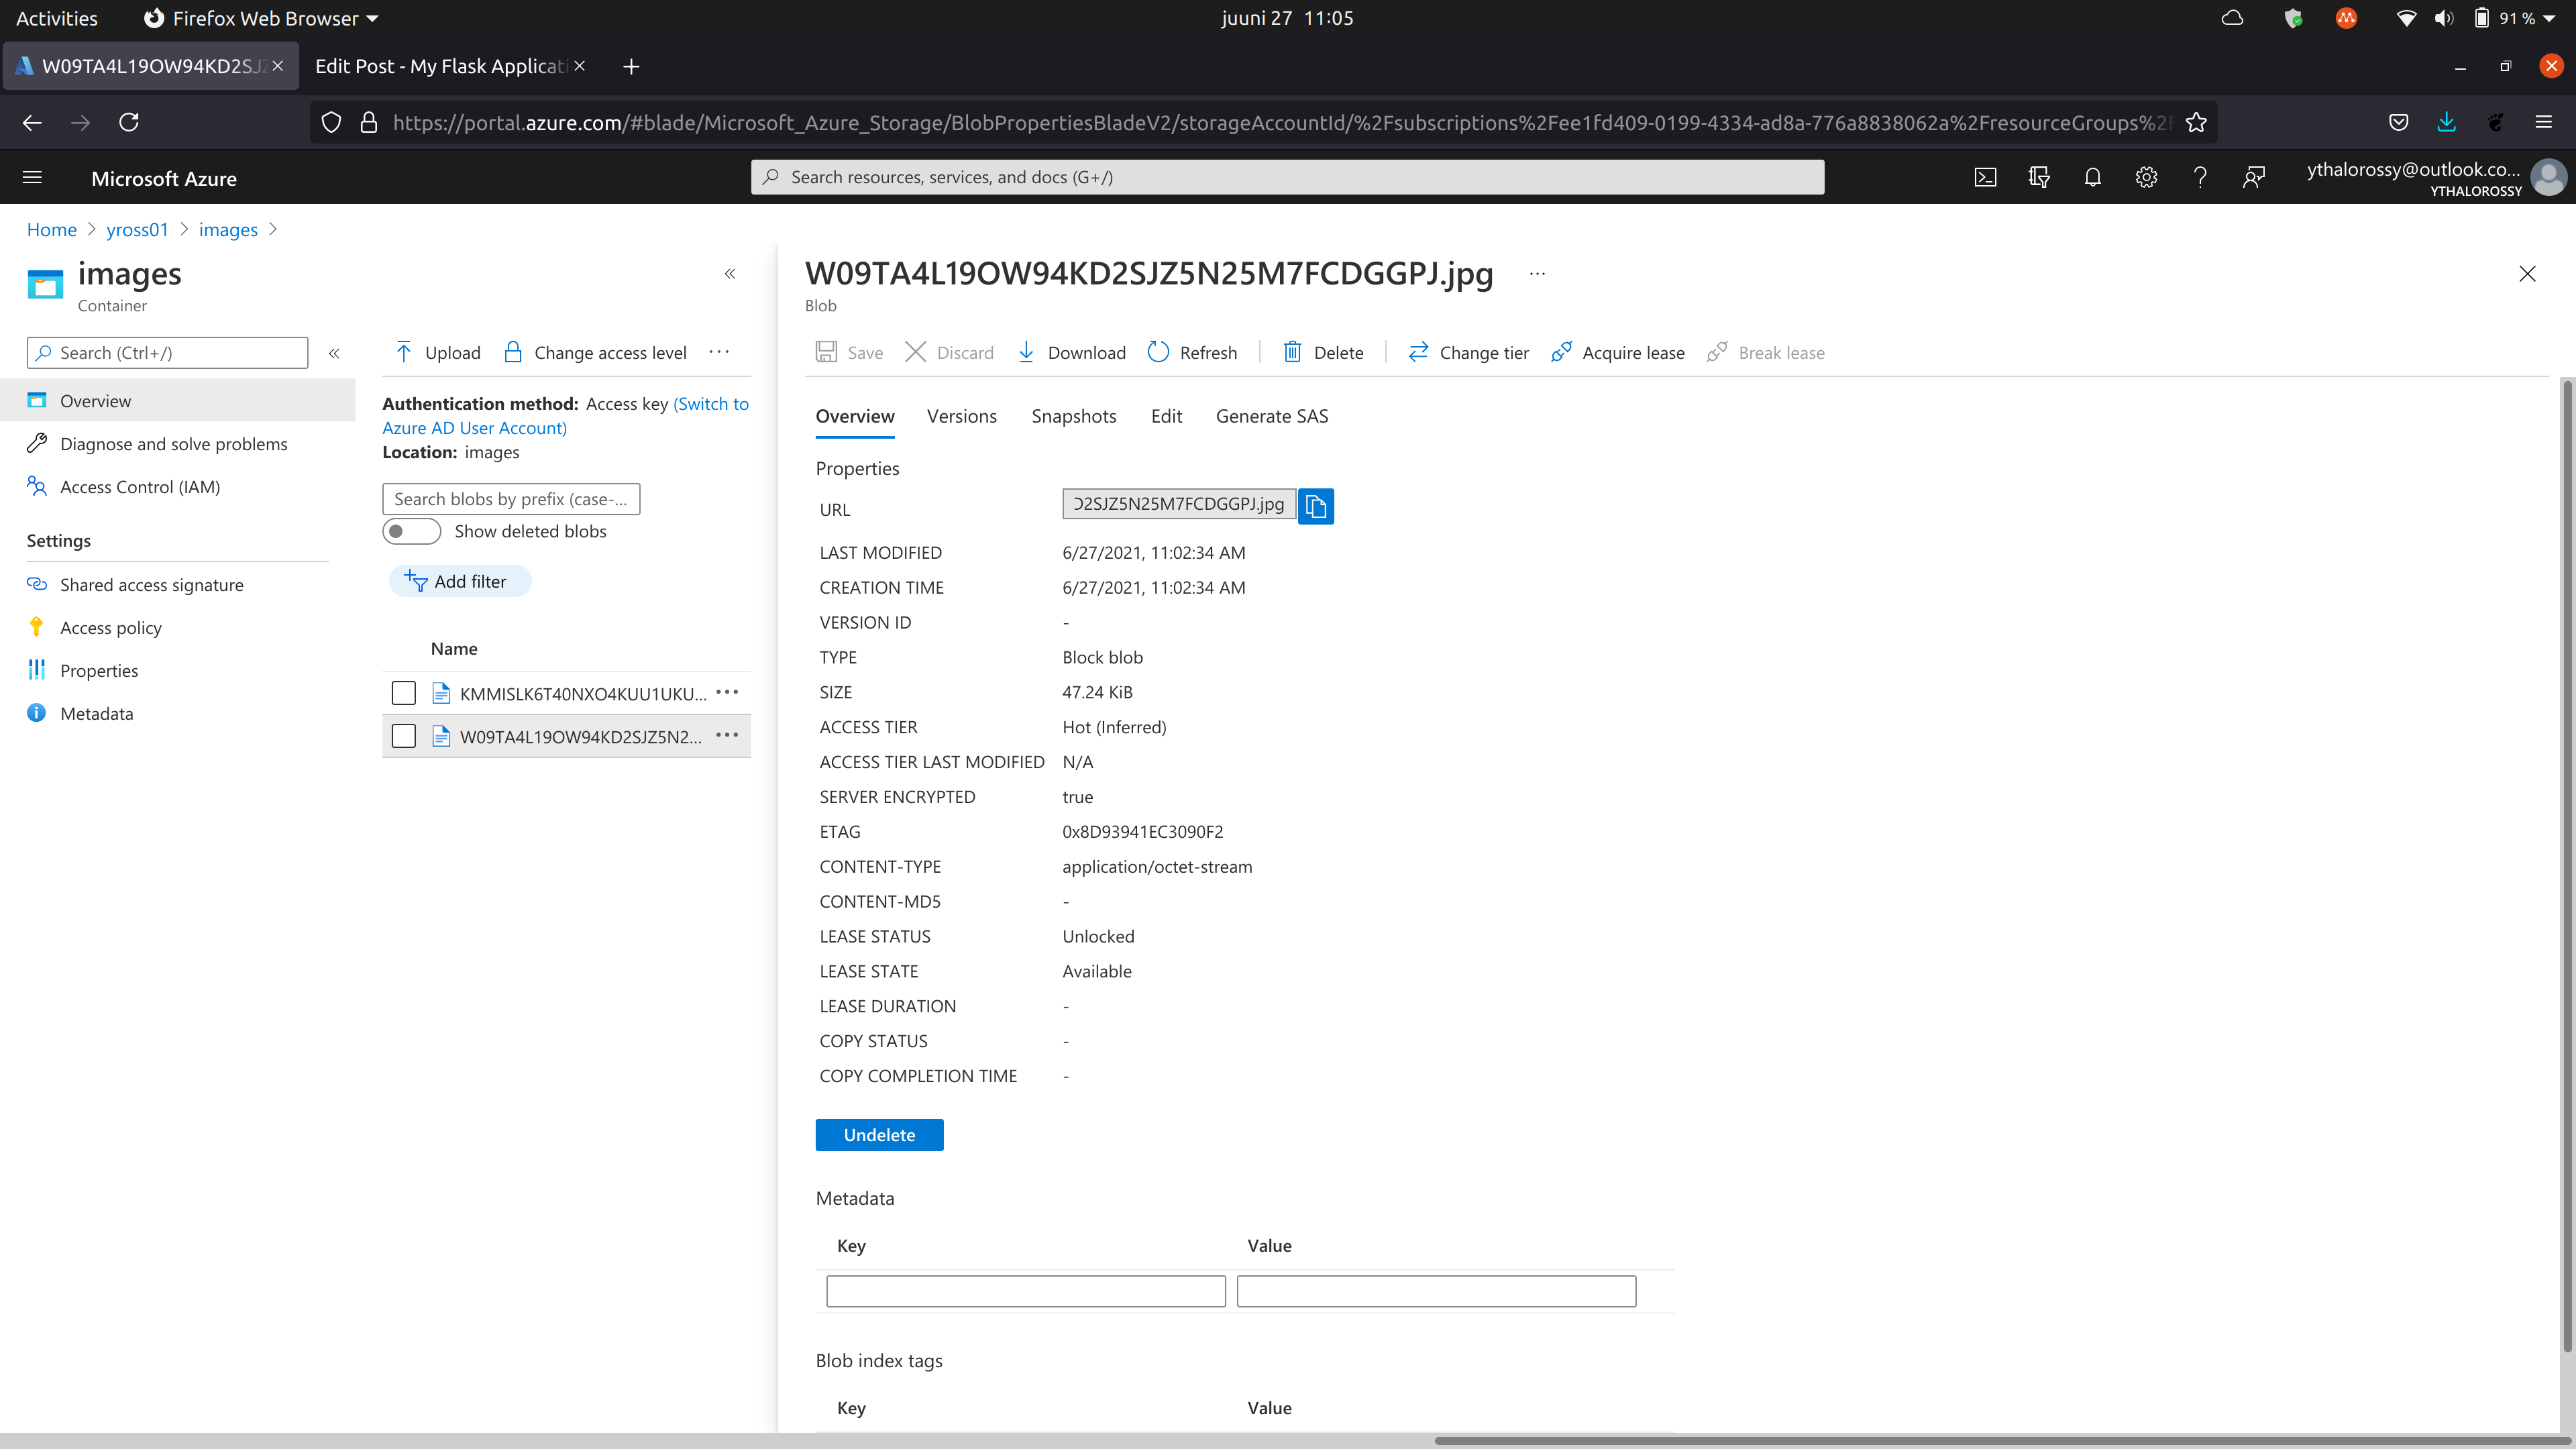 Activities
Firefox Web Browser
juuni 27 11:05
91 %
W09TA4L19OW94KD2SJZ
Edit Post - My Flask Applicati
https://portal.azure.com/#blade/Microsoft_Azure_Storage/BlobPropertiesBladeV2/storageAccountId/%2Fsubscriptions%2Fee1fd409-0199-4334-ad8a-776a8838062a%2FresourceGroups%2F
Microsoft Azure
Search resources, services, and docs (G+/)
ythalorossy@outlook.co...
YTHALOROSSY
Home > yross01 > images >
images
Container
Search (Ctrl+/)
Overview
Diagnose and solve problems
Access Control (IAM)
Settings
Shared access signature
Access policy
Properties
Metadata
Upload
Change access level
...
Authentication method: Access key (Switch to
Azure AD User Account)
Location: images
Search blobs by prefix (case-...
Show deleted blobs
Add filter
Name
KMMISLK6T40NXO4KUU1UKU...
W09TA4L19OW94KD2SJZ5N2...
W09TA4L19OW94KD2SJZ5N25M7FCDGGPJ.jpg ...
Blob
Save
Discard
Download
Refresh
Delete
Change tier
Acquire lease
Break lease
Overview
Versions
Snapshots
Edit
Generate SAS
Properties
URL D2SJZ5N25M7FCDGGPJ.jpg
LAST MODIFIED 6/27/2021, 11:02:34 AM
CREATION TIME 6/27/2021, 11:02:34 AM
VERSION ID -
TYPE Block blob
SIZE 47.24 KiB
ACCESS TIER Hot (Inferred)
ACCESS TIER LAST MODIFIED N/A
SERVER ENCRYPTED true
ETAG 0x8D93941EC3090F2
CONTENT-TYPE application/octet-stream
CONTENT-MD5 -
LEASE STATUS Unlocked
LEASE STATE Available
LEASE DURATION -
COPY STATUS -
COPY COMPLETION TIME -
Undelete
Metadata
Key Value
Blob index tags
Key Value